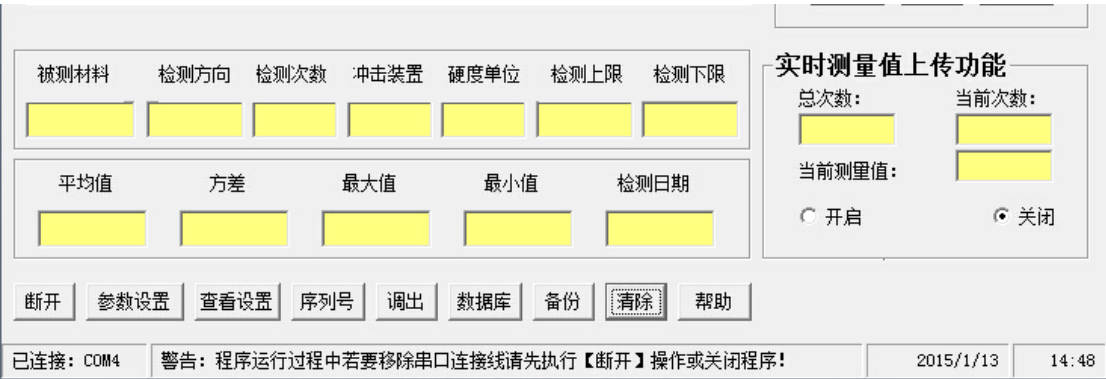 被测材料 检测方向 检测次数 冲击装置 硬度单位 检测上限 检测下限
平均值 方差 最大值 最小值 检测日期
实时测量值上传功能
总次数: 当前次数:
当前测量值:
开启 关闭
断开 参数设置 查看设置 序列号 调出 数据库 备份 清除 帮助
已连接: COM4 警告: 程序运行过程中若要移除串口连接线请先执行【断开】操作或关闭程序! 2015/1/13 14:48